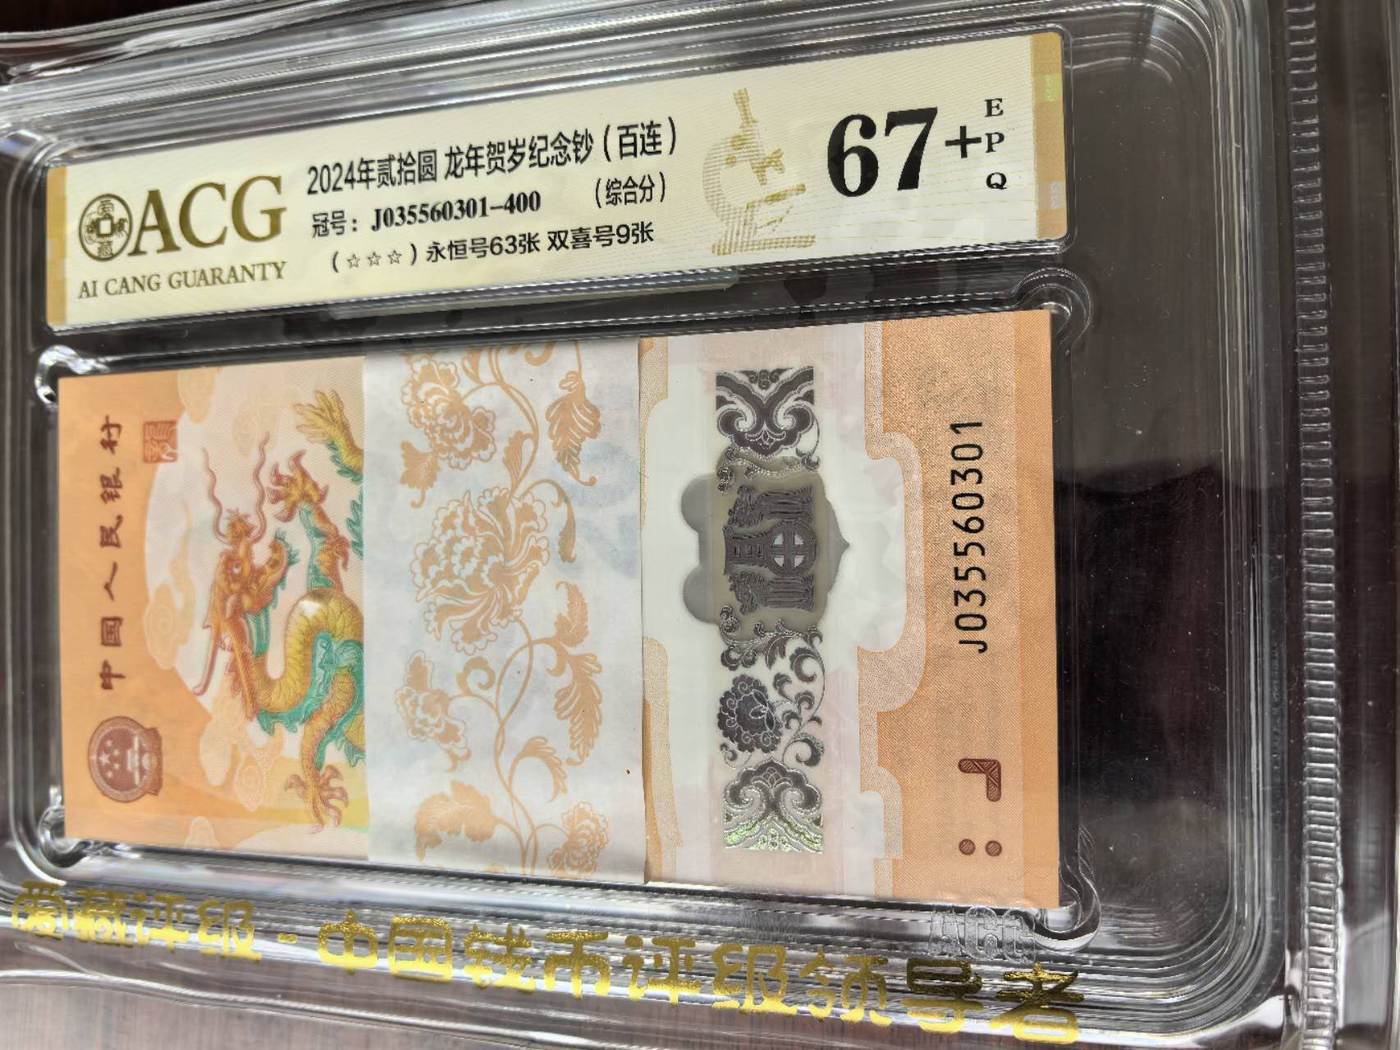 ACG
AI CANG GUARANTY
2024年贰拾圆 龙年贺岁纪念钞（百连）
冠号：J035560301-400 （综合分）
（☆☆☆）永恒号63张 双喜号9张
67+
E
P
Q
中国人民银行
J035560301
爱藏评级·中国钱币评级领导者